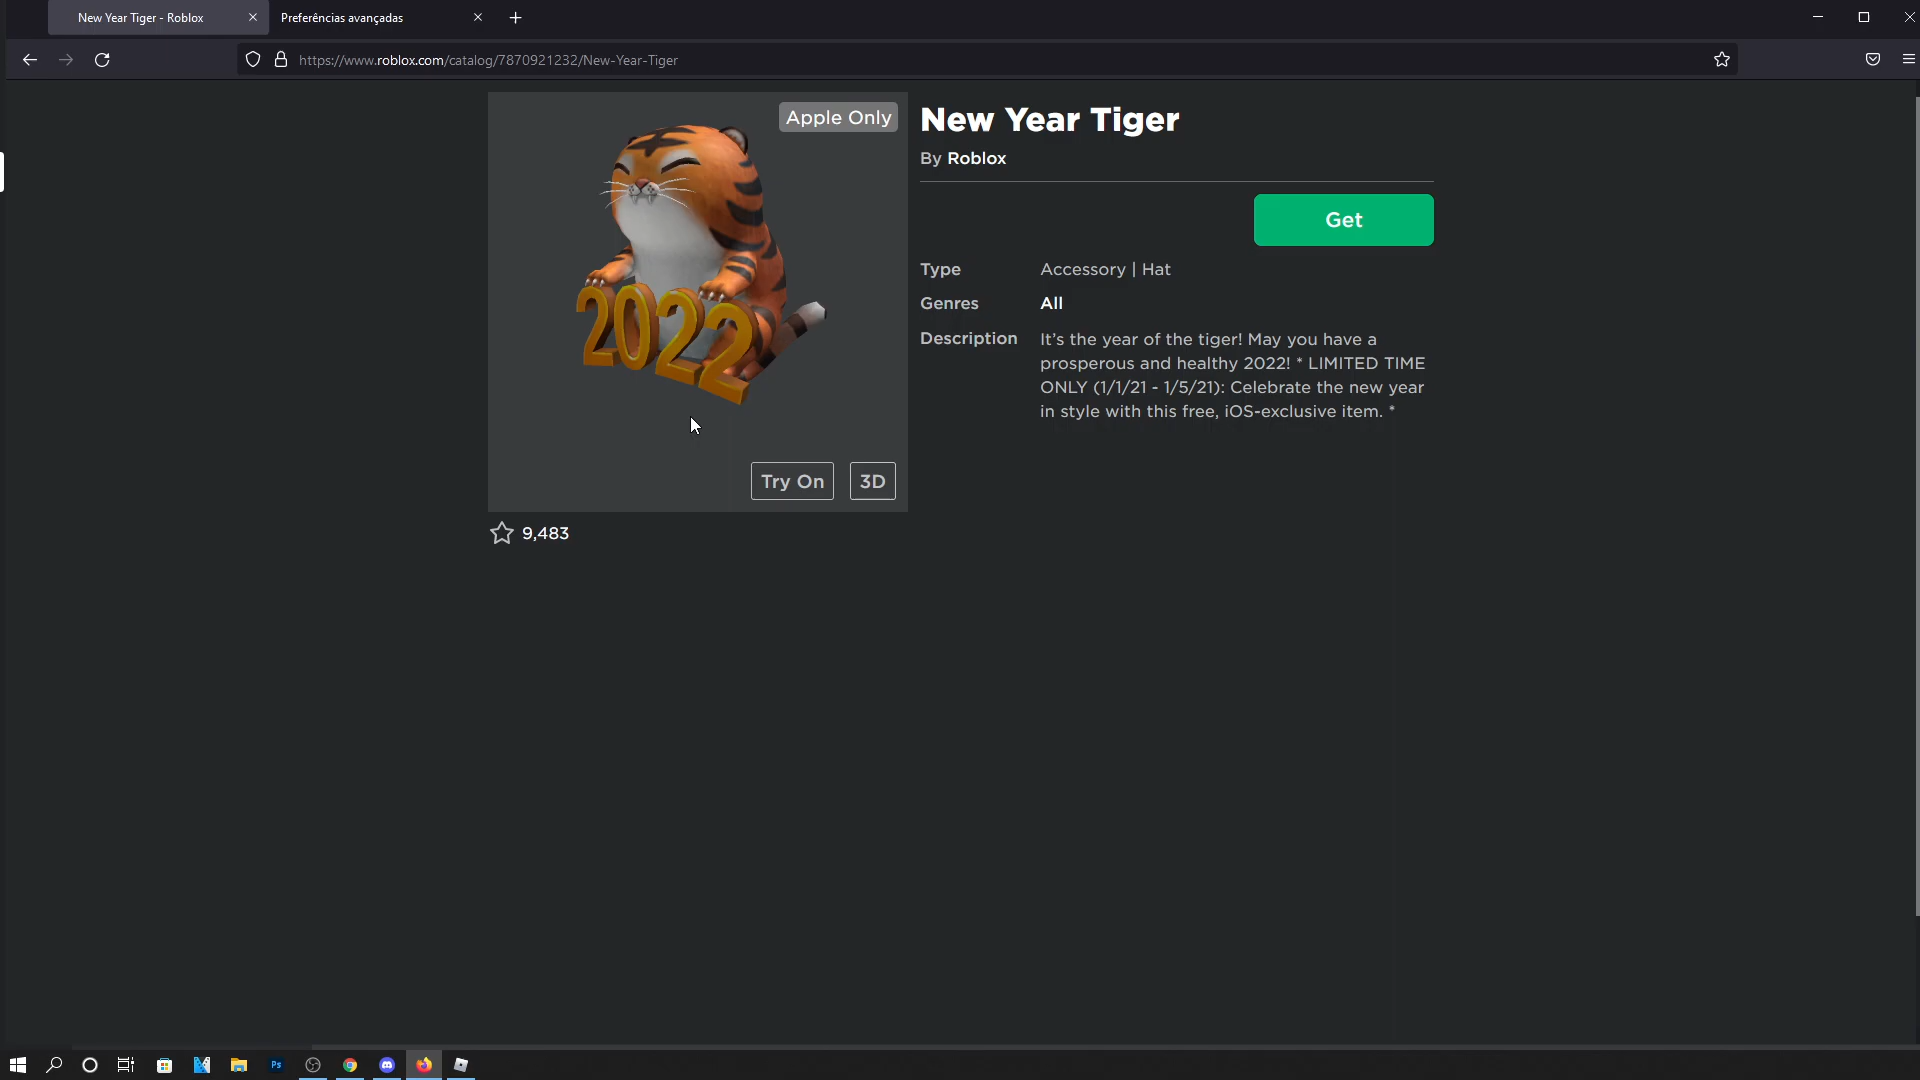 New Year Tiger - Roblox
Preferências avançadas
https://www.roblox.com/catalog/7870921232/New-Year-Tiger
Apple Only
2022
Try On
3D
9,483
New Year Tiger
By Roblox
Get
Type Accessory | Hat
Genres All
Description It’s the year of the tiger! May you have a
prosperous and healthy 2022! * LIMITED TIME
ONLY (1/1/21 - 1/5/21): Celebrate the new year
in style with this free, iOS-exclusive item. *
Ps